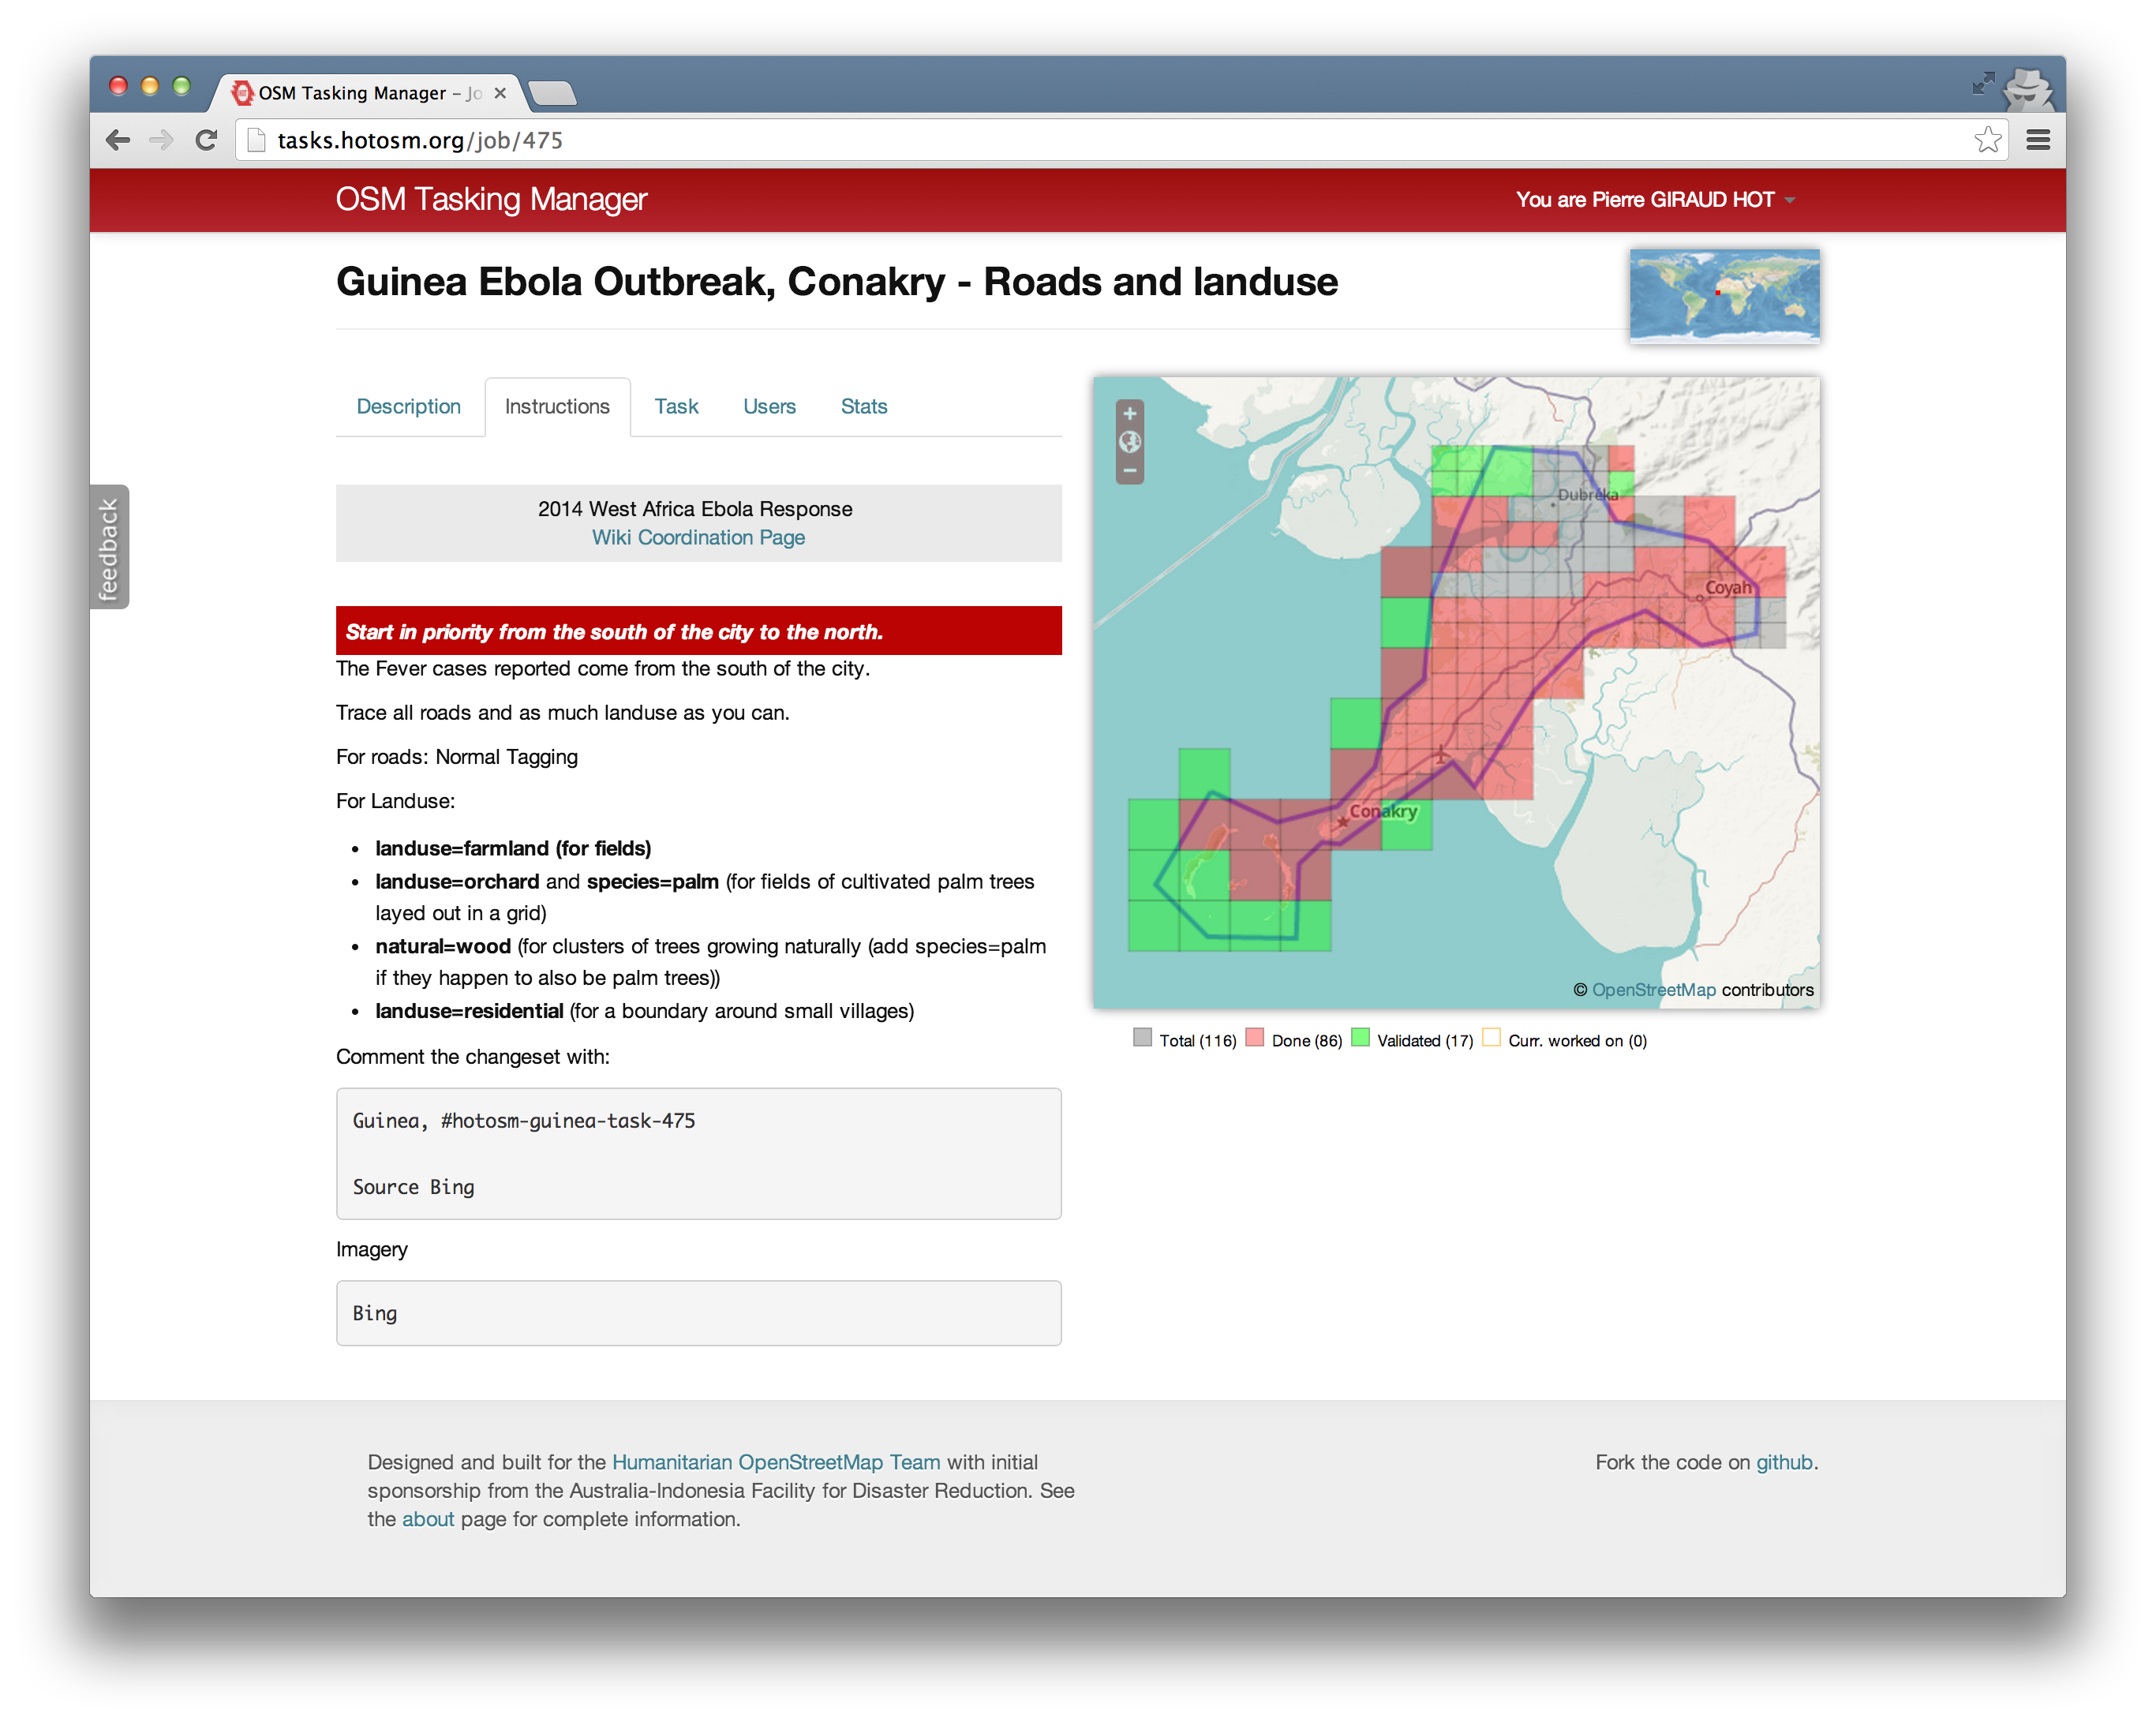 OSM Tasking Manager – Jo
tasks.hotosm.org/job/475
OSM Tasking Manager
You are Pierre GIRAUD HOT
Guinea Ebola Outbreak, Conakry - Roads and landuse
Description Instructions Task Users Stats
feedback
2014 West Africa Ebola Response
Wiki Coordination Page
Start in priority from the south of the city to the north.
The Fever cases reported come from the south of the city.
Trace all roads and as much landuse as you can.
For roads: Normal Tagging
For Landuse:
• landuse=farmland (for fields)
• landuse=orchard and species=palm (for fields of cultivated palm trees
layed out in a grid)
• natural=wood (for clusters of trees growing naturally (add species=palm
if they happen to also be palm trees))
• landuse=residential (for a boundary around small villages)
Comment the changeset with:
Guinea, #hotosm-guinea-task-475
Source Bing
Imagery
Bing
+
−
Dubréka
Coyah
Conakry
© OpenStreetMap contributors
Total (116) Done (86) Validated (17) Curr. worked on (0)
Designed and built for the Humanitarian OpenStreetMap Team with initial
sponsorship from the Australia-Indonesia Facility for Disaster Reduction. See
the about page for complete information.
Fork the code on github.